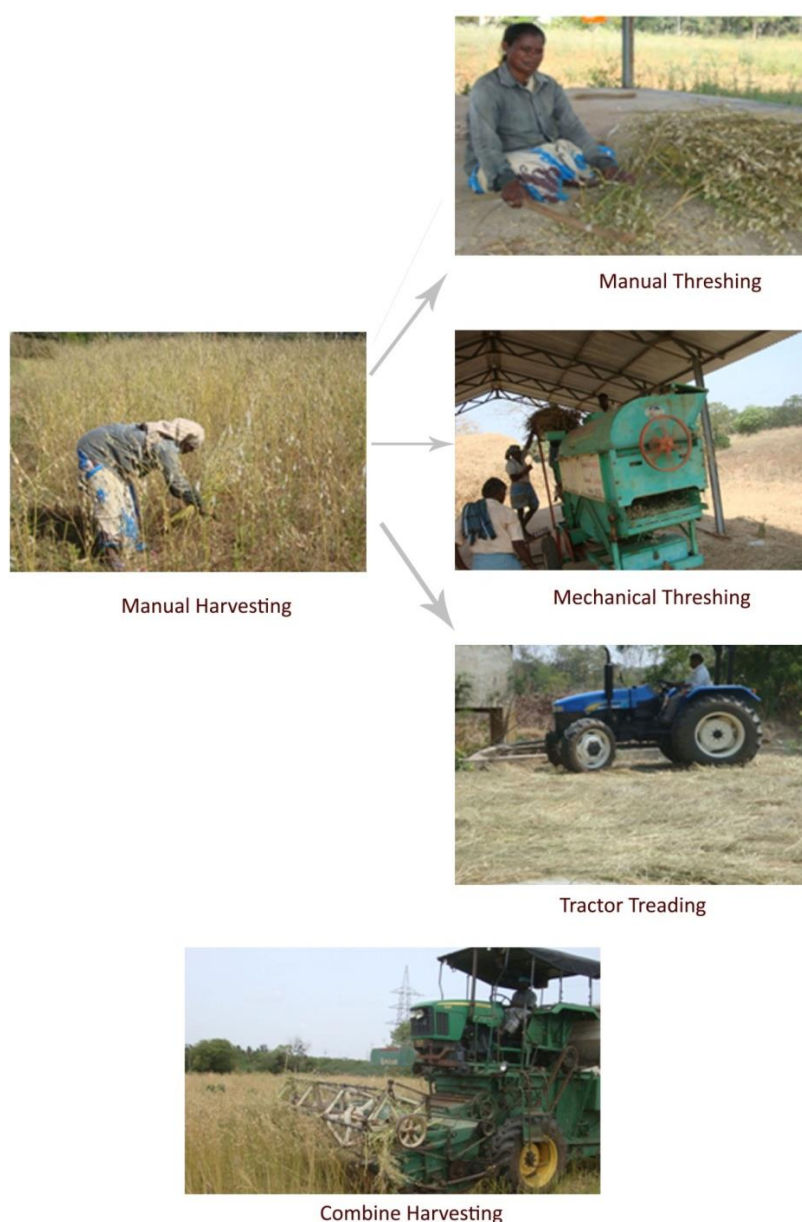 Manual Threshing
Manual Harvesting
Mechanical Threshing
Tractor Treading
Combine Harvesting